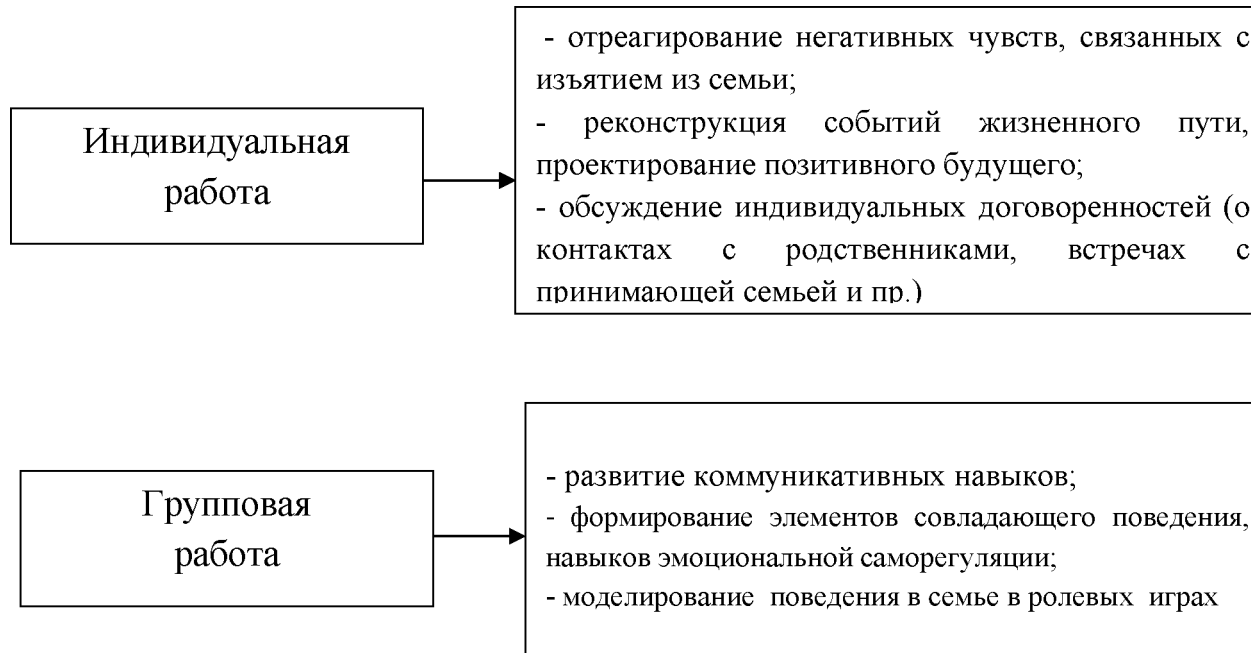 - отреагирование негативных чувств, связанных с
изъятием из семьи;
- реконструкция событий жизненного пути,
проектирование позитивного будущего;
- обсуждение индивидуальных договоренностей (о
контактах с родственниками, встречах с
принимающей семьей и пр.)
Индивидуальная
работа
- развитие коммуникативных навыков;
- формирование элементов совладающего поведения,
навыков эмоциональной саморегуляции;
- моделирование поведения в семье в ролевых играх
Групповая
работа